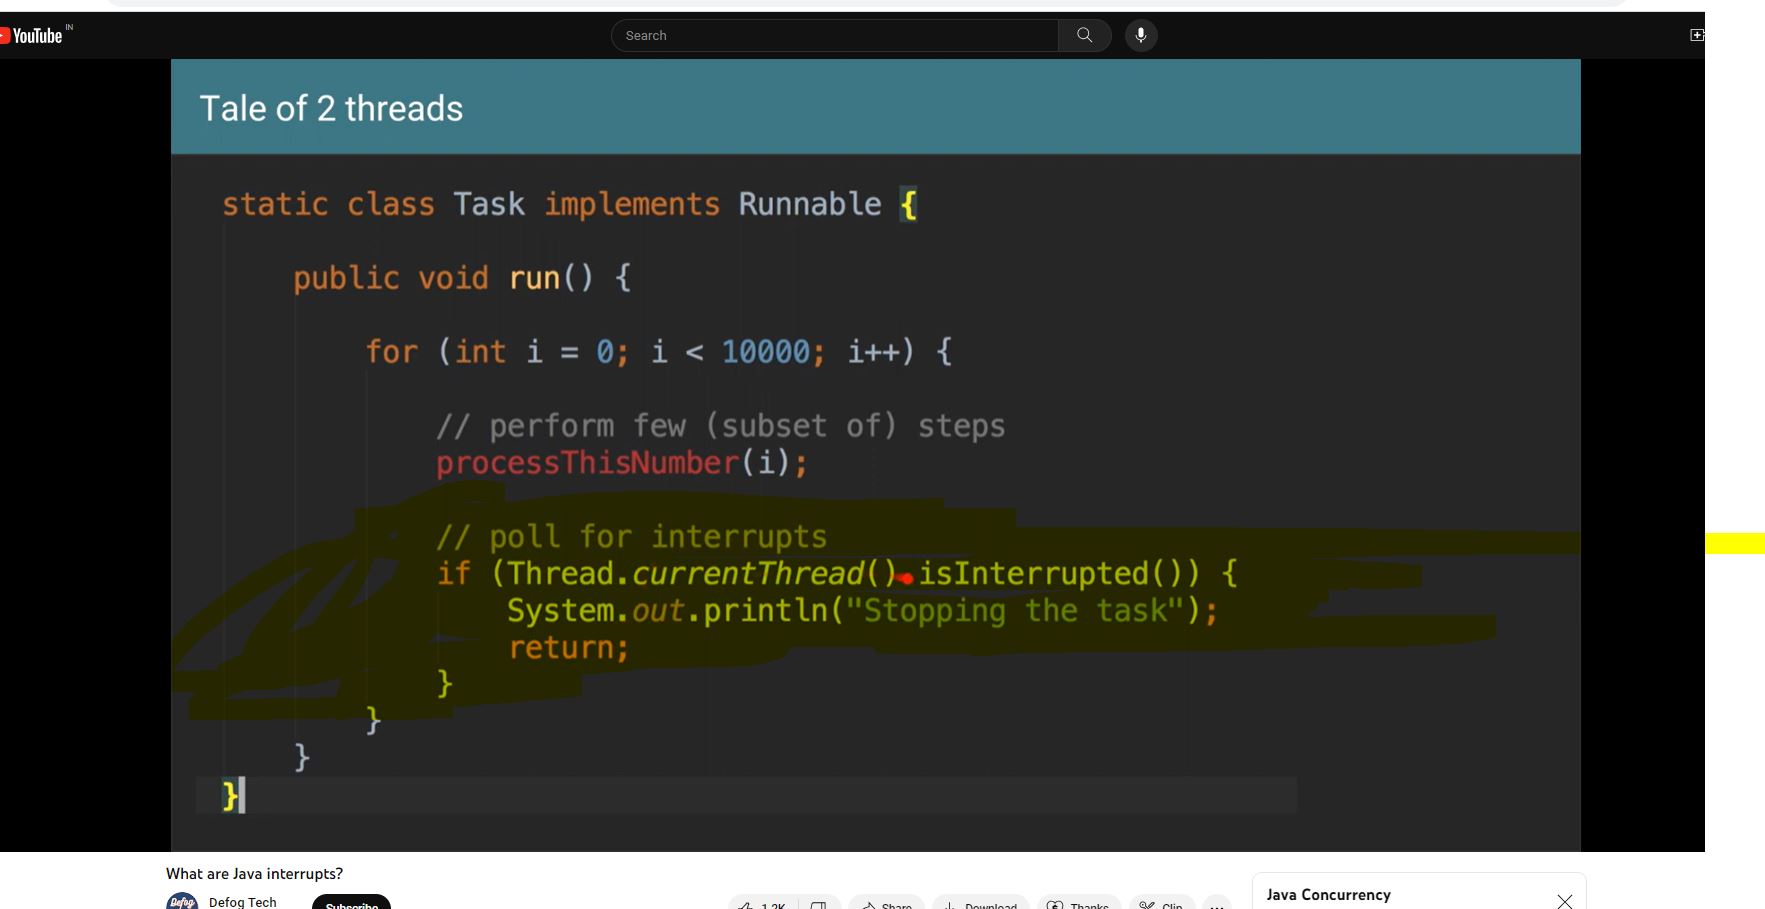 YouTube IN
Search
Tale of 2 threads
static class Task implements Runnable {
public void run() {
for (int i = 0; i < 10000; i++) {
// perform few (subset of) steps
processThisNumber(i);
// poll for interrupts
if (Thread.currentThread().isInterrupted()) {
System.out.println("Stopping the task");
return;
}
}
}
}
What are Java interrupts?
Defog
Defog Tech
Subscribe
1.2K
Share
Download
Thanks
Clip
Java Concurrency